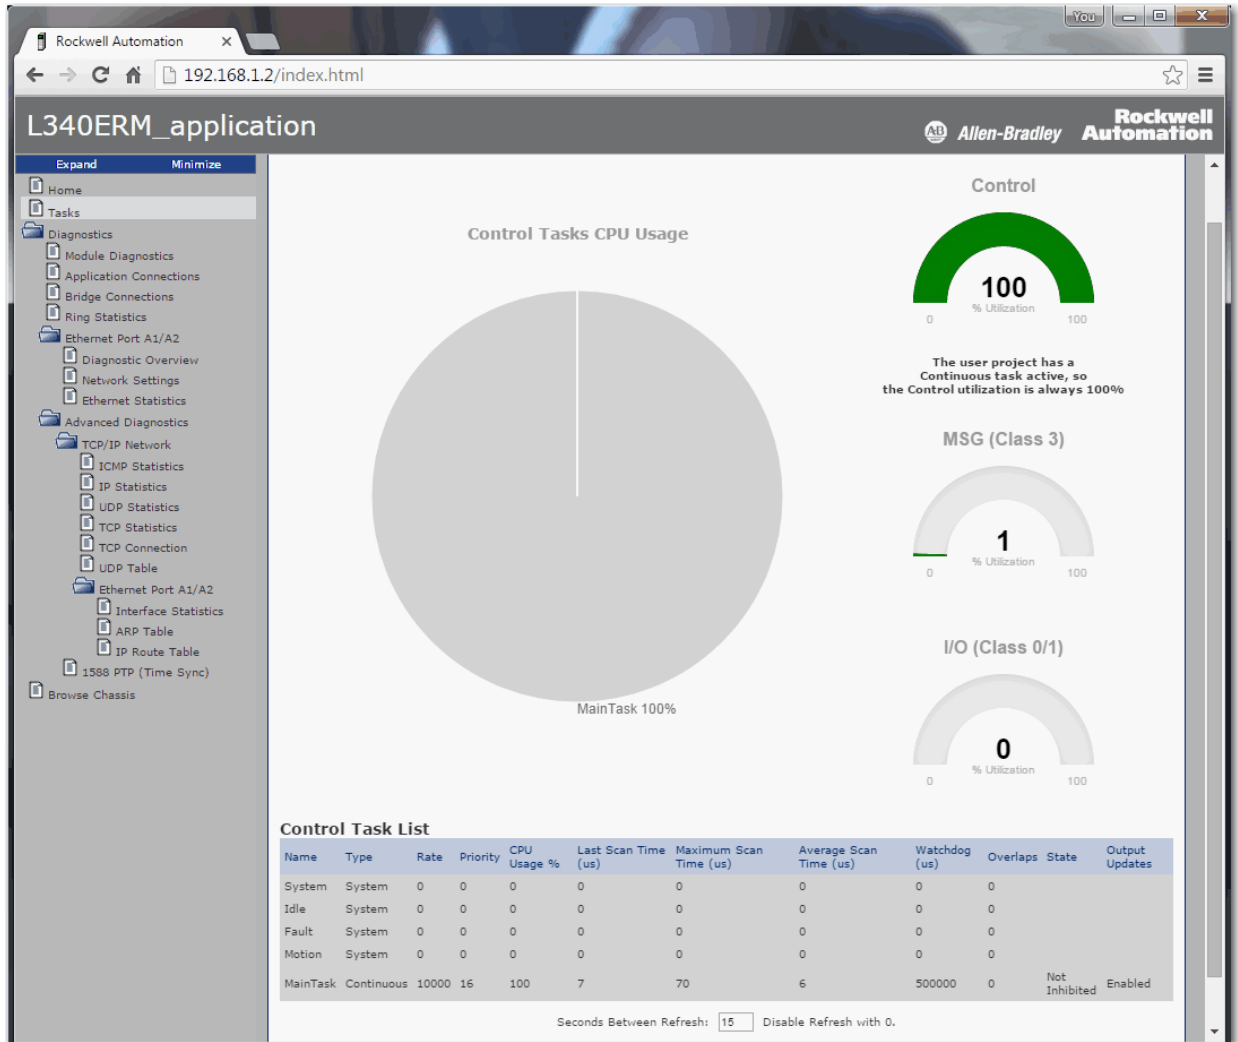 You
Rockwell Automation
192.168.1.2/index.html
L340ERM_application
AB Allen-Bradley
Rockwell
Automation
Expand Minimize
Home
Tasks
Diagnostics
Module Diagnostics
Application Connections
Bridge Connections
Ring Statistics
Ethernet Port A1/A2
Diagnostic Overview
Network Settings
Ethernet Statistics
Advanced Diagnostics
TCP/IP Network
ICMP Statistics
IP Statistics
UDP Statistics
TCP Statistics
TCP Connection
UDP Table
Ethernet Port A1/A2
Interface Statistics
ARP Table
IP Route Table
1588 PTP (Time Sync)
Browse Chassis
Control Tasks CPU Usage
MainTask 100%
Control
100
% Utilization
0 100
The user project has a
Continuous task active, so
the Control utilization is always 100%
MSG (Class 3)
1
% Utilization
0 100
I/O (Class 0/1)
0
% Utilization
0 100
Control Task List
Name Type Rate Priority CPU Usage % Last Scan Time (us) Maximum Scan Time (us) Average Scan Time (us) Watchdog (us) Overlaps State Output Updates
System System 0 0 0 0 0 0 0 0
Idle System 0 0 0 0 0 0 0 0
Fault System 0 0 0 0 0 0 0 0
Motion System 0 0 0 0 0 0 0 0
MainTask Continuous 10000 16 100 7 70 6 500000 0 Not Inhibited Enabled
Seconds Between Refresh: 15 Disable Refresh with 0.